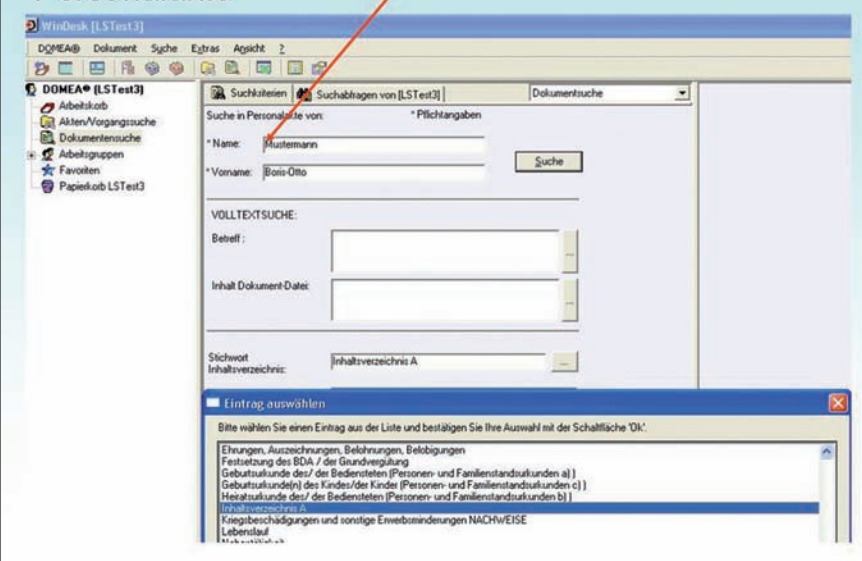 WinDesk [LSTest3]
DOMEA® Dokument Suche Extras Ansicht ?
DOMEA® (LSTest3)
Arbeitskorb
Akten/Vorgangssuche
Dokumentensuche
Arbeitsgruppen
Favoriten
Papierkorb LSTest3
Suchkriterien Suchabfragen von [LSTest3] Dokumentsuche
Suche in Personalakte von: * Pflichtangaben
* Name: Mustermann
* Vorname: Boris-Otto
Suche
VOLLTEXTSUCHE:
Betreff :
...
Inhalt Dokument-Datei:
...
Stichwort
Inhaltsverzeichnis: Inhaltsverzeichnis A ...
Eintrag auswählen
Bitte wählen Sie einen Eintrag aus der Liste und bestätigen Sie Ihre Auswahl mit der Schaltfläche 'Ok'.
Ehrungen, Auszeichnungen, Belohnungen, Belobigungen
Festsetzung des BDA / der Grundvergütung
Geburtsurkunde des/ der Bediensteten (Personen- und Familienstandsurkunden a) )
Geburtsurkunde(n) des Kindes/der Kinder (Personen- und Familienstandsurkunden c) )
Heiratsurkunde des/ der Bediensteten (Personen- und Familienstandsurkunden b) )
Inhaltsverzeichnis A
Kriegsbeschädigungen und sonstige Erwerbsminderungen NACHWEISE
Lebenslauf